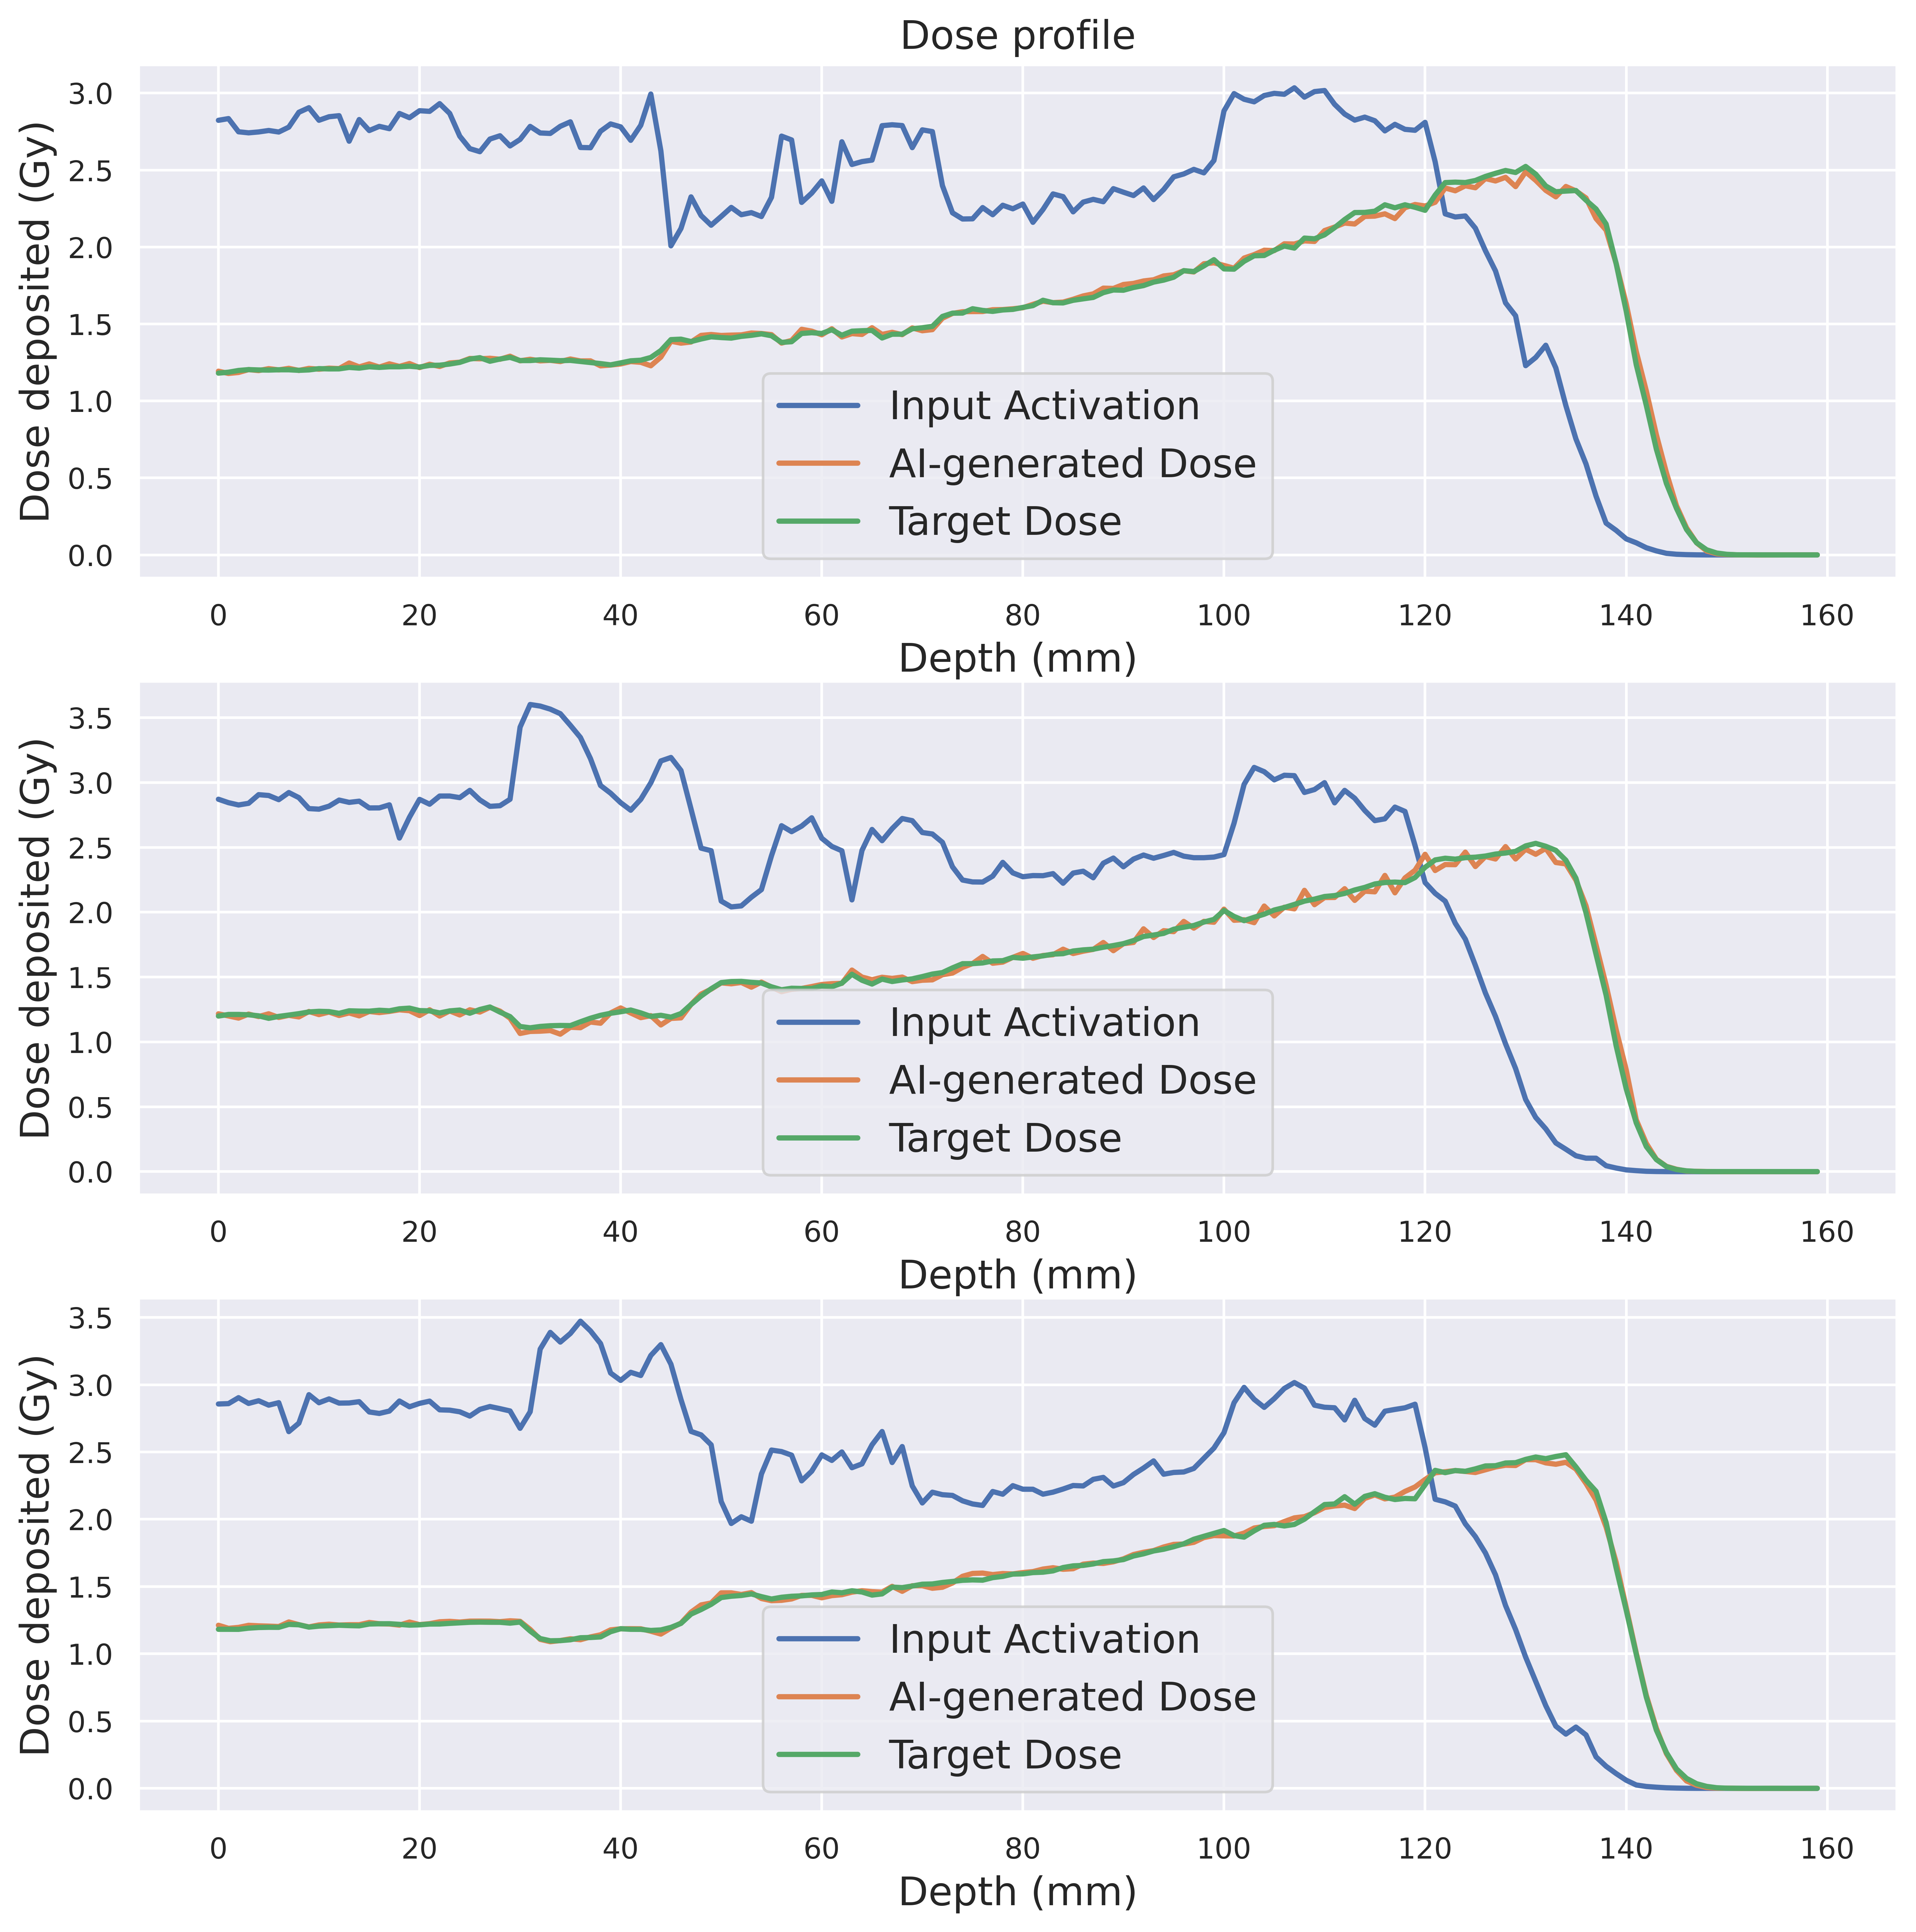 Dose profile
Dose deposited (Gy)
3.0
2.5
2.0
1.5
1.0
0.5
0.0
Input Activation
AI-generated Dose
Target Dose
0 20 40 60 80 100 120 140 160
Depth (mm)
Dose deposited (Gy)
3.5
3.0
2.5
2.0
1.5
1.0
0.5
0.0
Input Activation
AI-generated Dose
Target Dose
0 20 40 60 80 100 120 140 160
Depth (mm)
Dose deposited (Gy)
3.5
3.0
2.5
2.0
1.5
1.0
0.5
0.0
Input Activation
AI-generated Dose
Target Dose
0 20 40 60 80 100 120 140 160
Depth (mm)